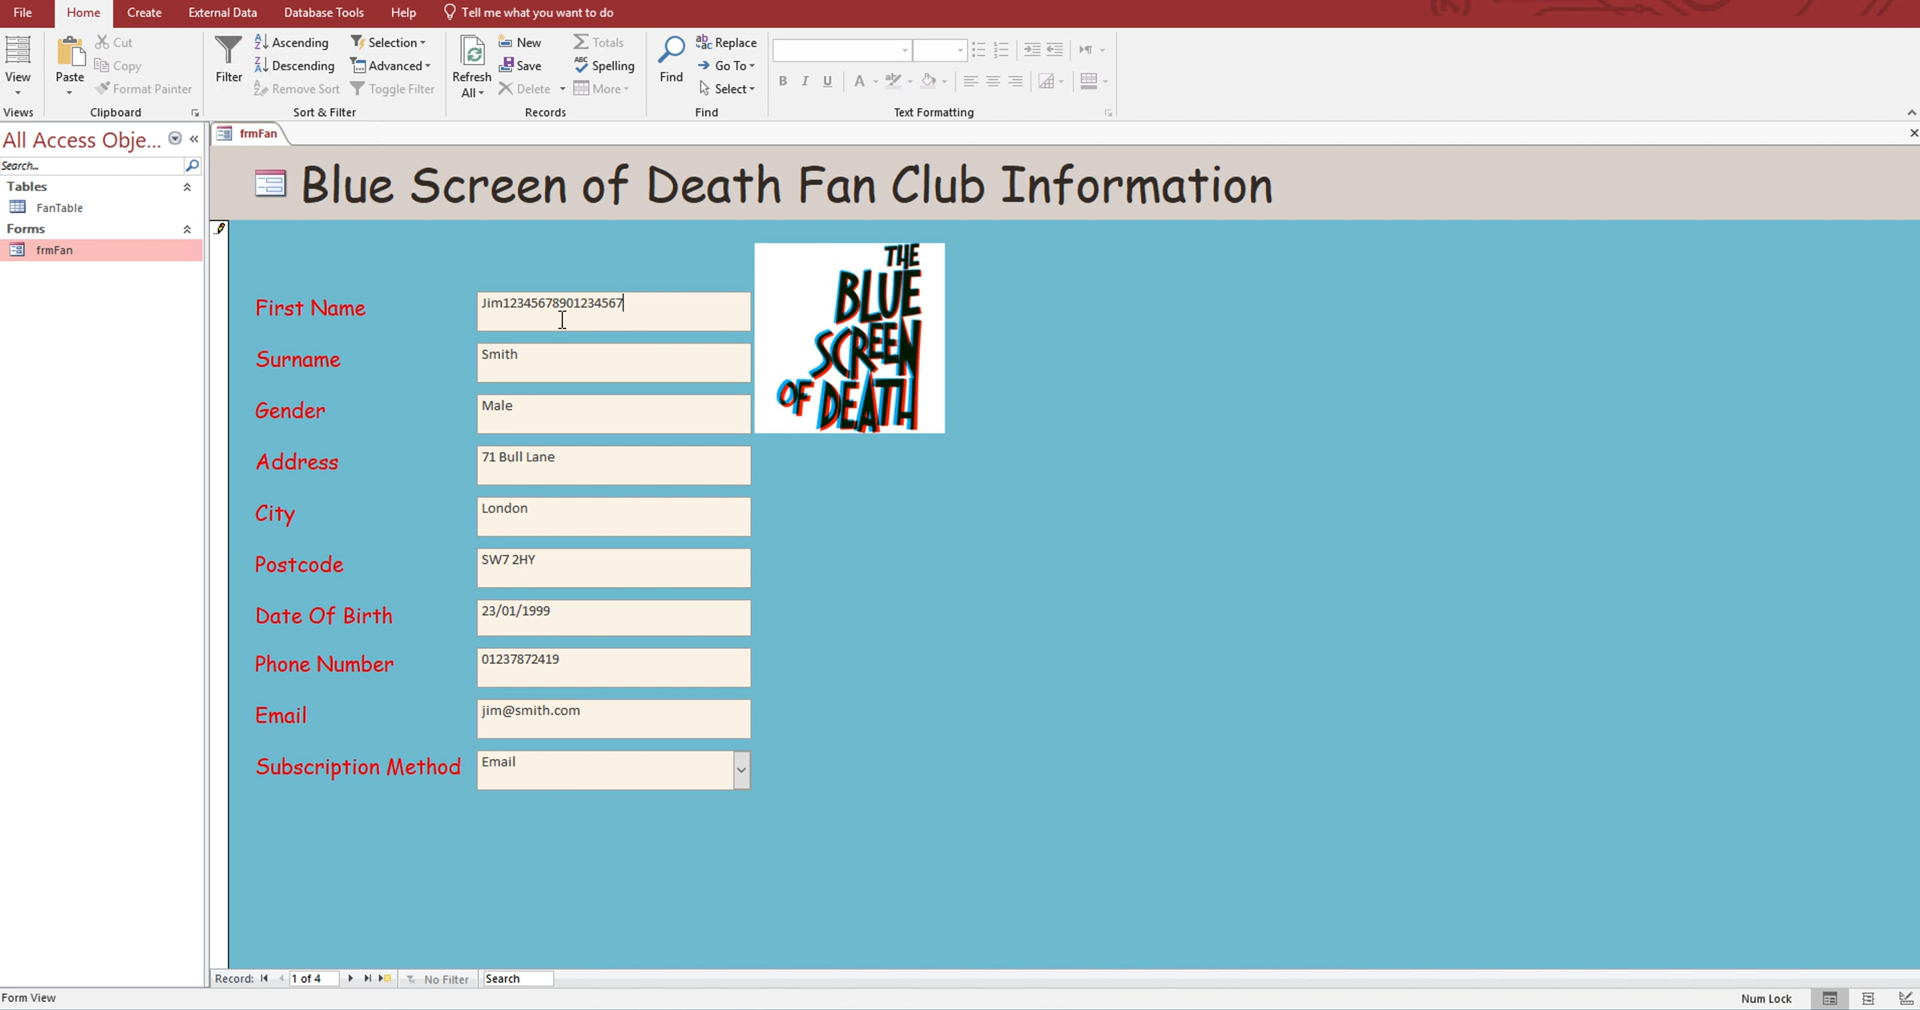 File Home Create External Data Database Tools Help Tell me what you want to do
View
Views
Paste
Cut
Copy
Format Painter
Clipboard
Filter
Ascending
Descending
Remove Sort
Selection
Advanced
Toggle Filter
Sort & Filter
Refresh
All
New
Save
Delete
Totals
Spelling
More
Records
Find
Replace
Go To
Select
Find
B I U A
Text Formatting
All Access Obje...
Search...
Tables
FanTable
Forms
frmFan
frmFan
Blue Screen of Death Fan Club Information
First Name Jim12345678901234567
Surname Smith
Gender Male
Address 71 Bull Lane
City London
Postcode SW7 2HY
Date Of Birth 23/01/1999
Phone Number 01237872419
Email jim@smith.com
Subscription Method Email
THE
BLUE
SCREEN
OF DEATH
Record: 1 of 4 No Filter Search
Form View Num Lock